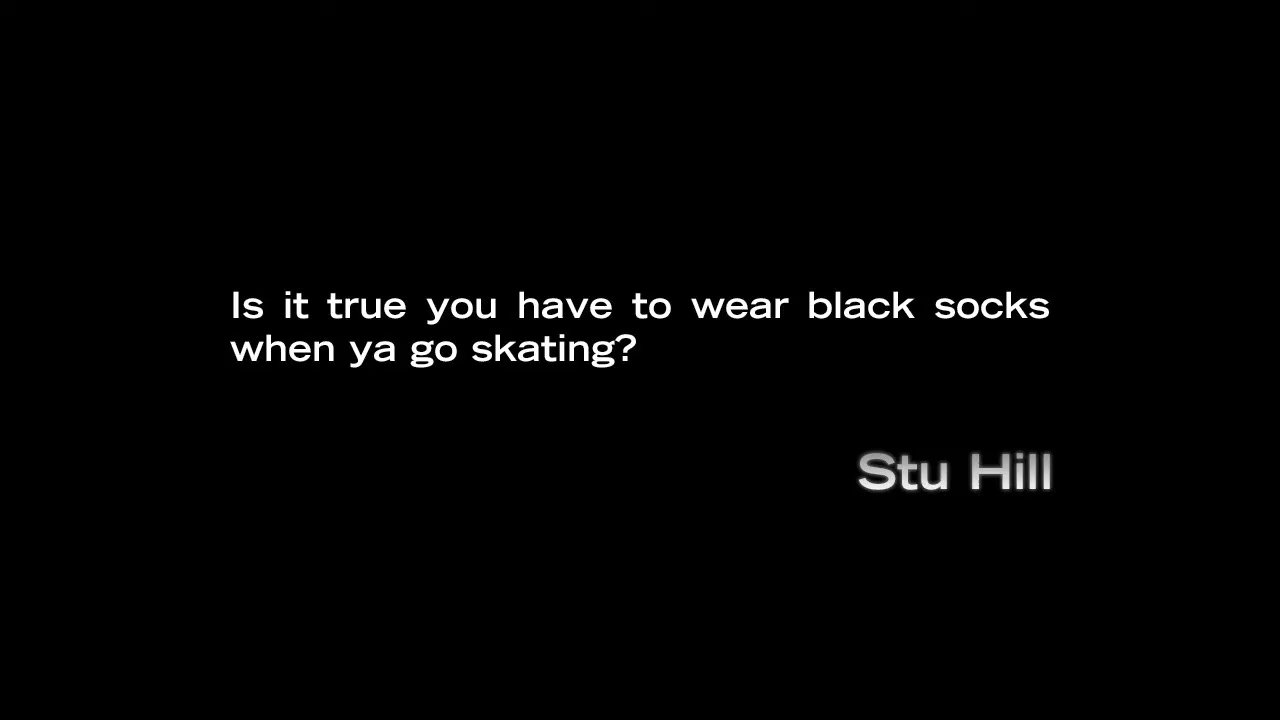 Is it true you have to wear black socks
when ya go skating?
Stu Hill